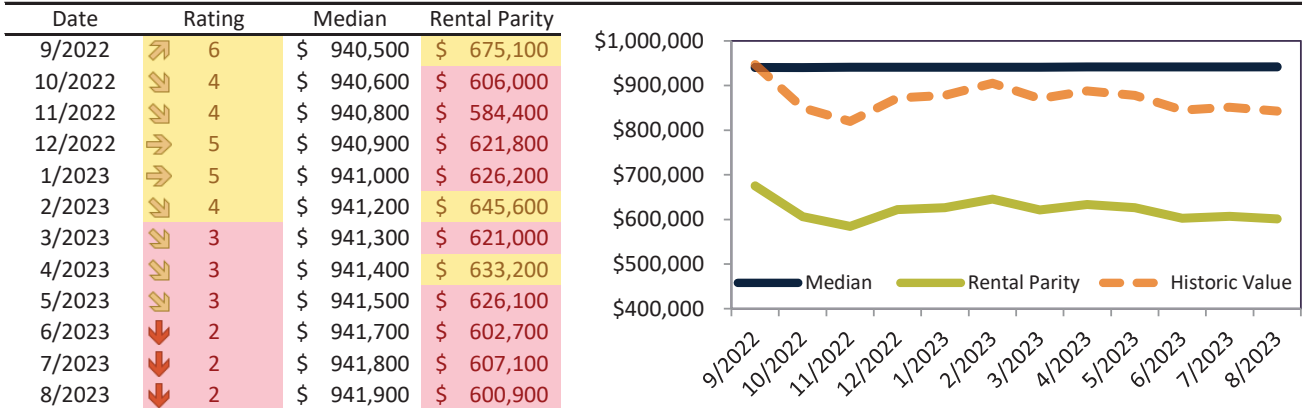 Date Rating Median Rental Parity
9/2022 6 $ 940,500 $ 675,100
10/2022 4 $ 940,600 $ 606,000
11/2022 4 $ 940,800 $ 584,400
12/2022 5 $ 940,900 $ 621,800
1/2023 5 $ 941,000 $ 626,200
2/2023 4 $ 941,200 $ 645,600
3/2023 3 $ 941,300 $ 621,000
4/2023 3 $ 941,400 $ 633,200
5/2023 3 $ 941,500 $ 626,100
6/2023 2 $ 941,700 $ 602,700
7/2023 2 $ 941,800 $ 607,100
8/2023 2 $ 941,900 $ 600,900
$1,000,000
$900,000
$800,000
$700,000
$600,000
$500,000
$400,000
Median Rental Parity Historic Value
9/2022 10/2022 11/2022 12/2022 1/2023 2/2023 3/2023 4/2023 5/2023 6/2023 7/2023 8/2023